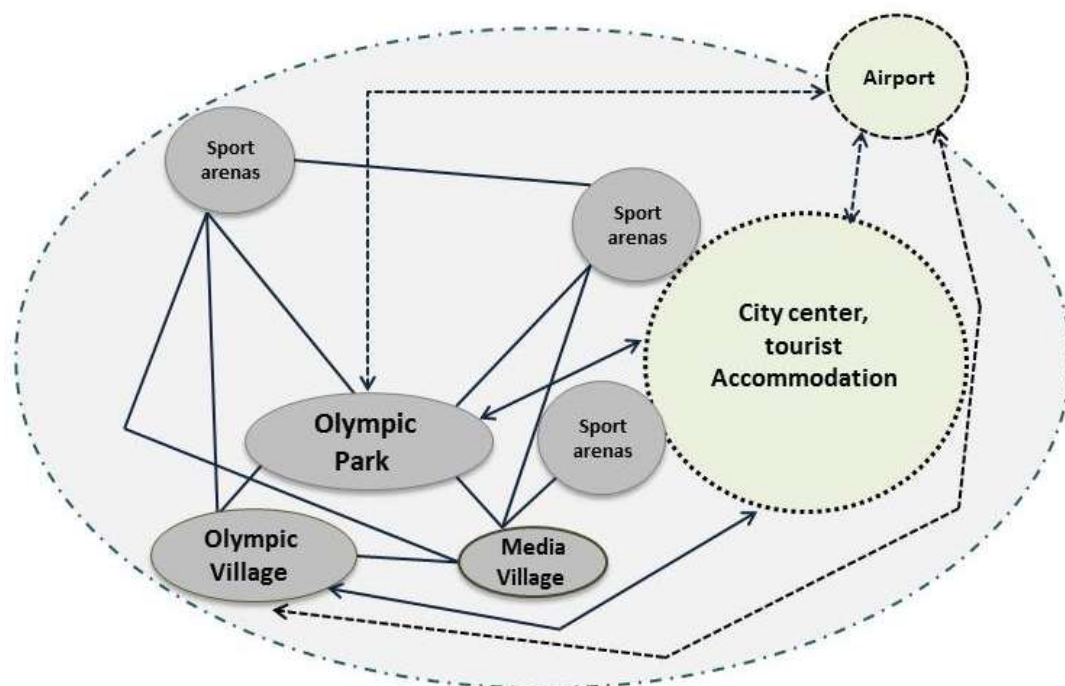 Airport
Sport
arenas
Sport
arenas
City center,
tourist
Accommodation
Olympic
Park
Sport
arenas
Olympic
Village
Media
Village